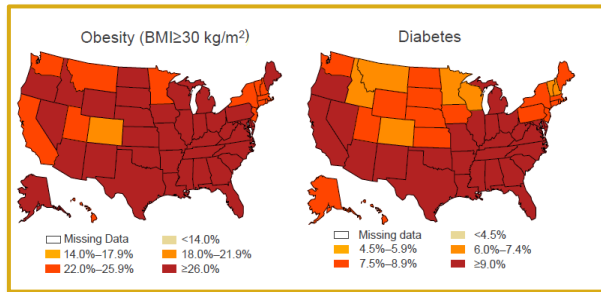 Obesity (BMI≥30 kg/m²)
Missing Data
<14.0%
14.0%–17.9%
18.0%–21.9%
22.0%–25.9%
≥26.0%
Diabetes
Missing data
<4.5%
4.5%–5.9%
6.0%–7.4%
7.5%–8.9%
≥9.0%